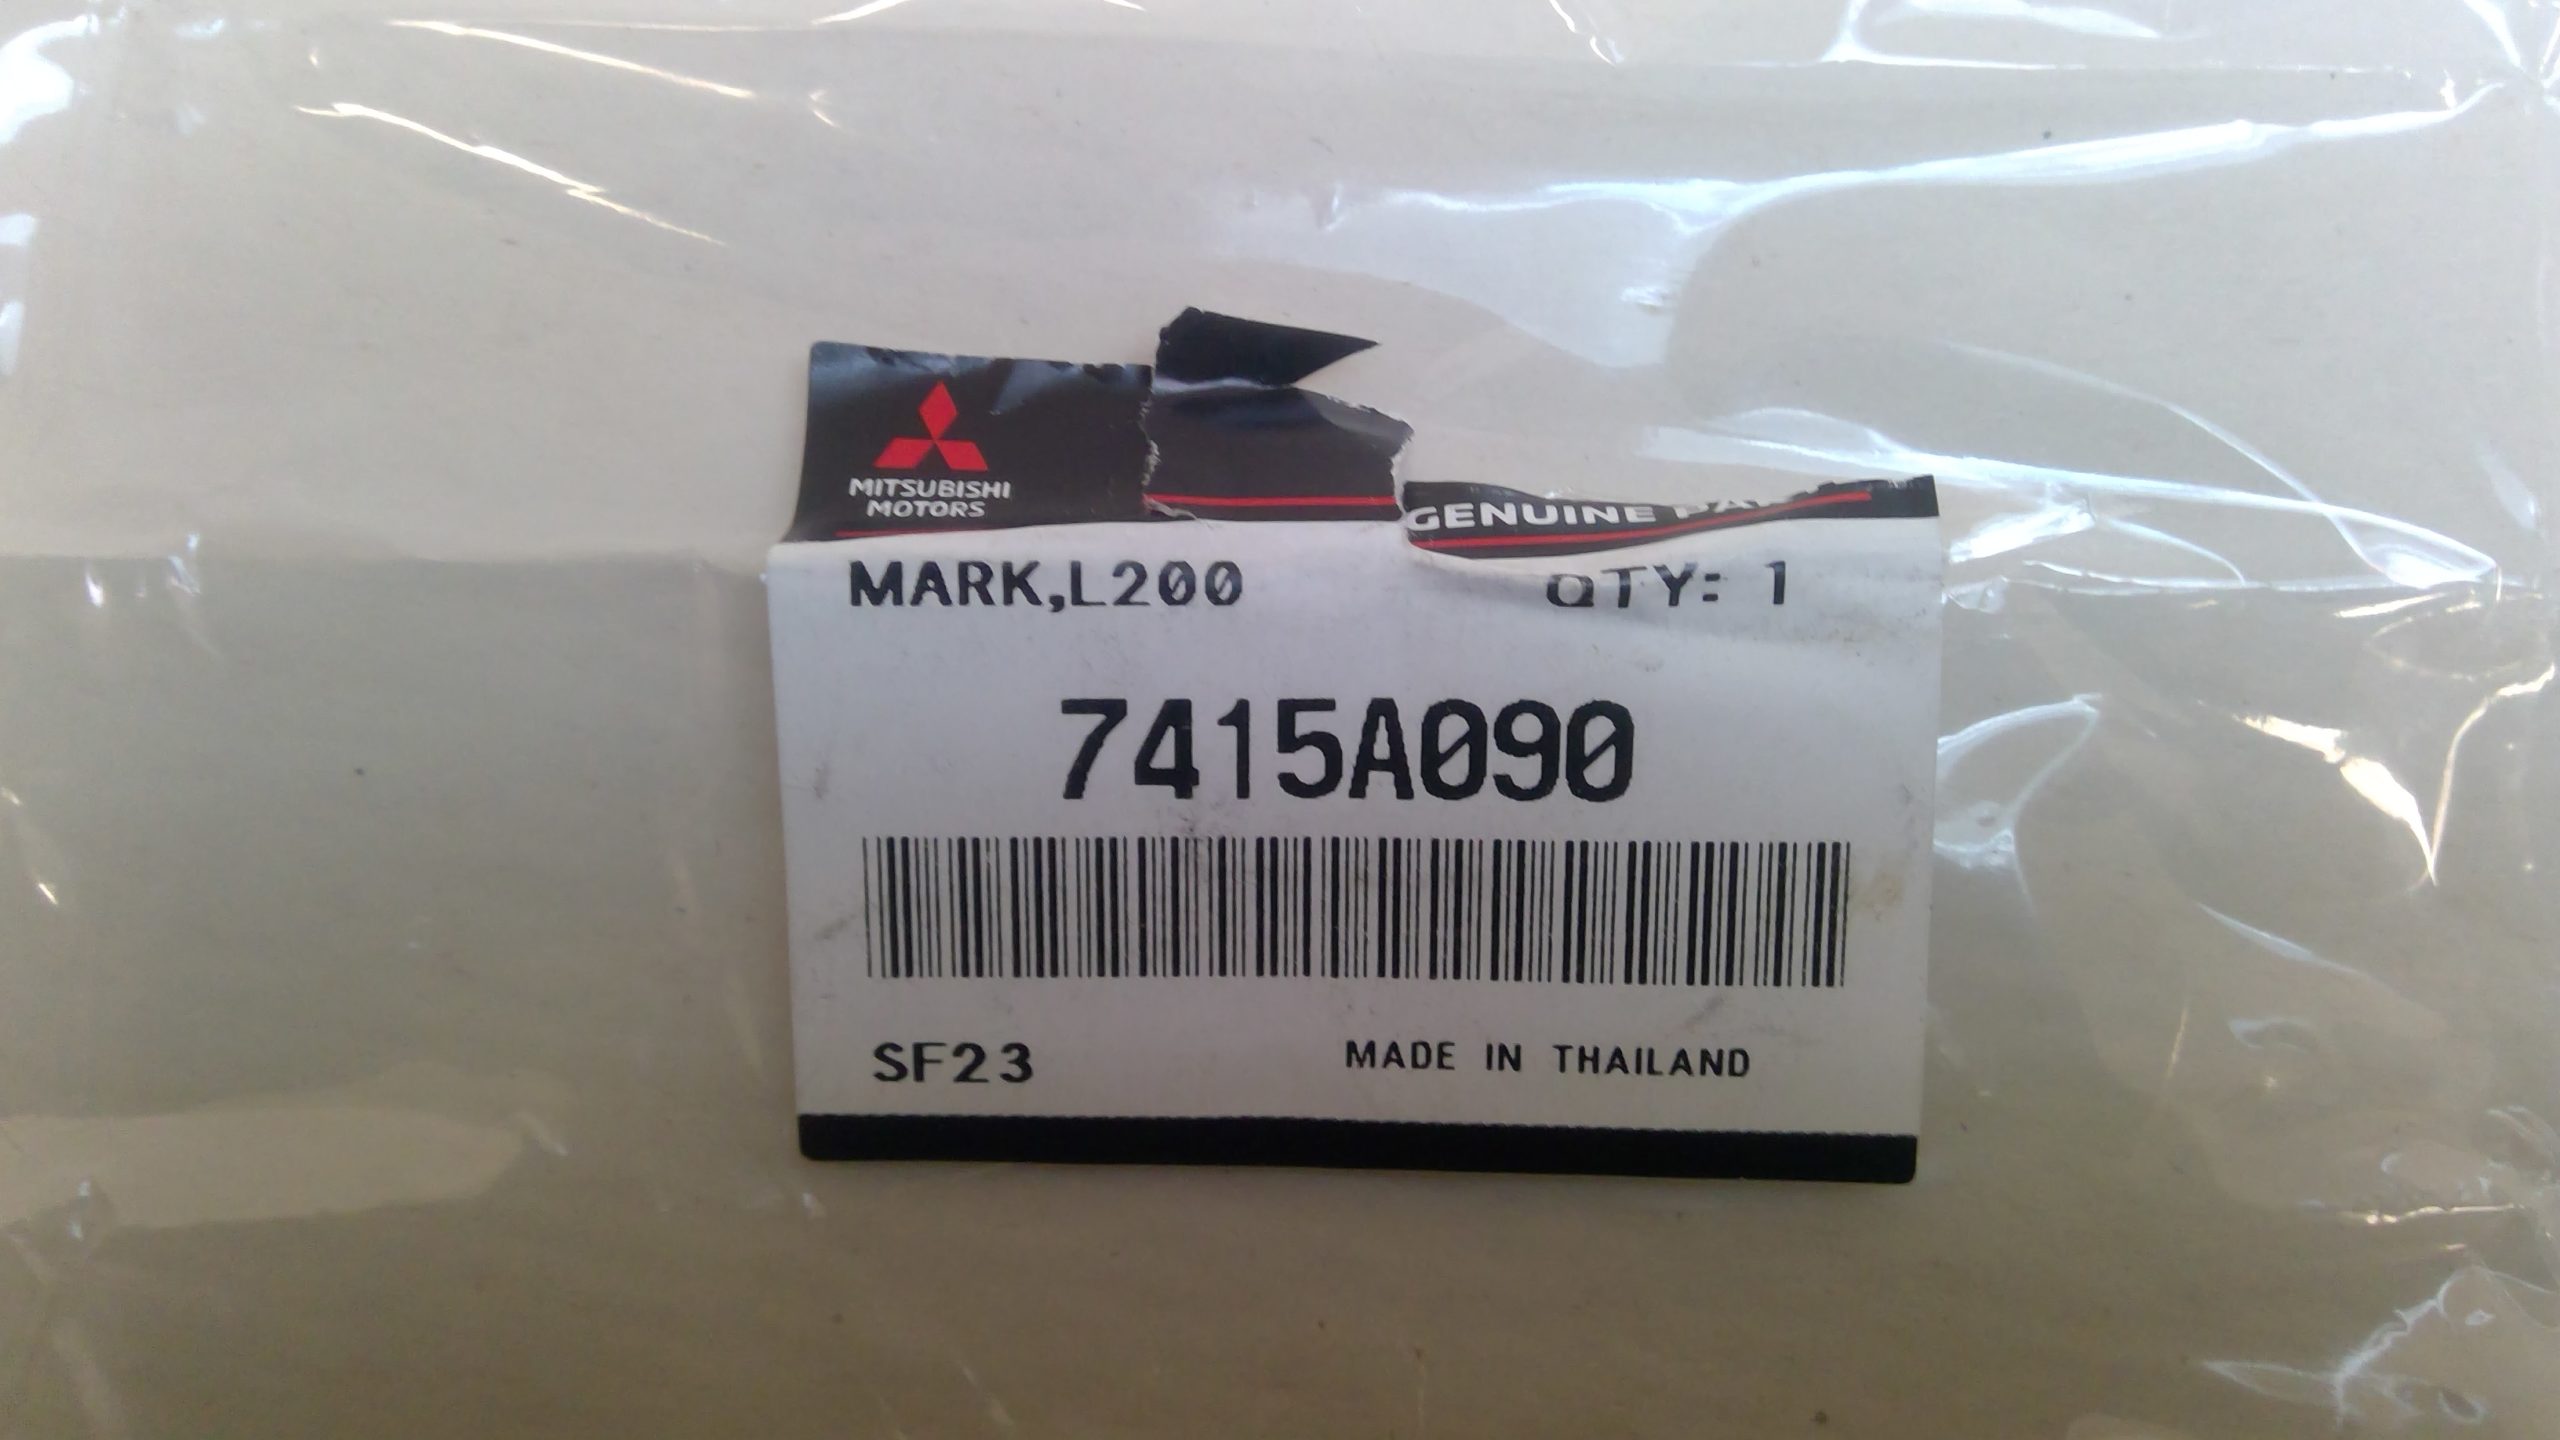 MITSUBISHI
MOTORS
GENUINE
MARK,L200 QTY: 1
7415A090
SF23 MADE IN THAILAND